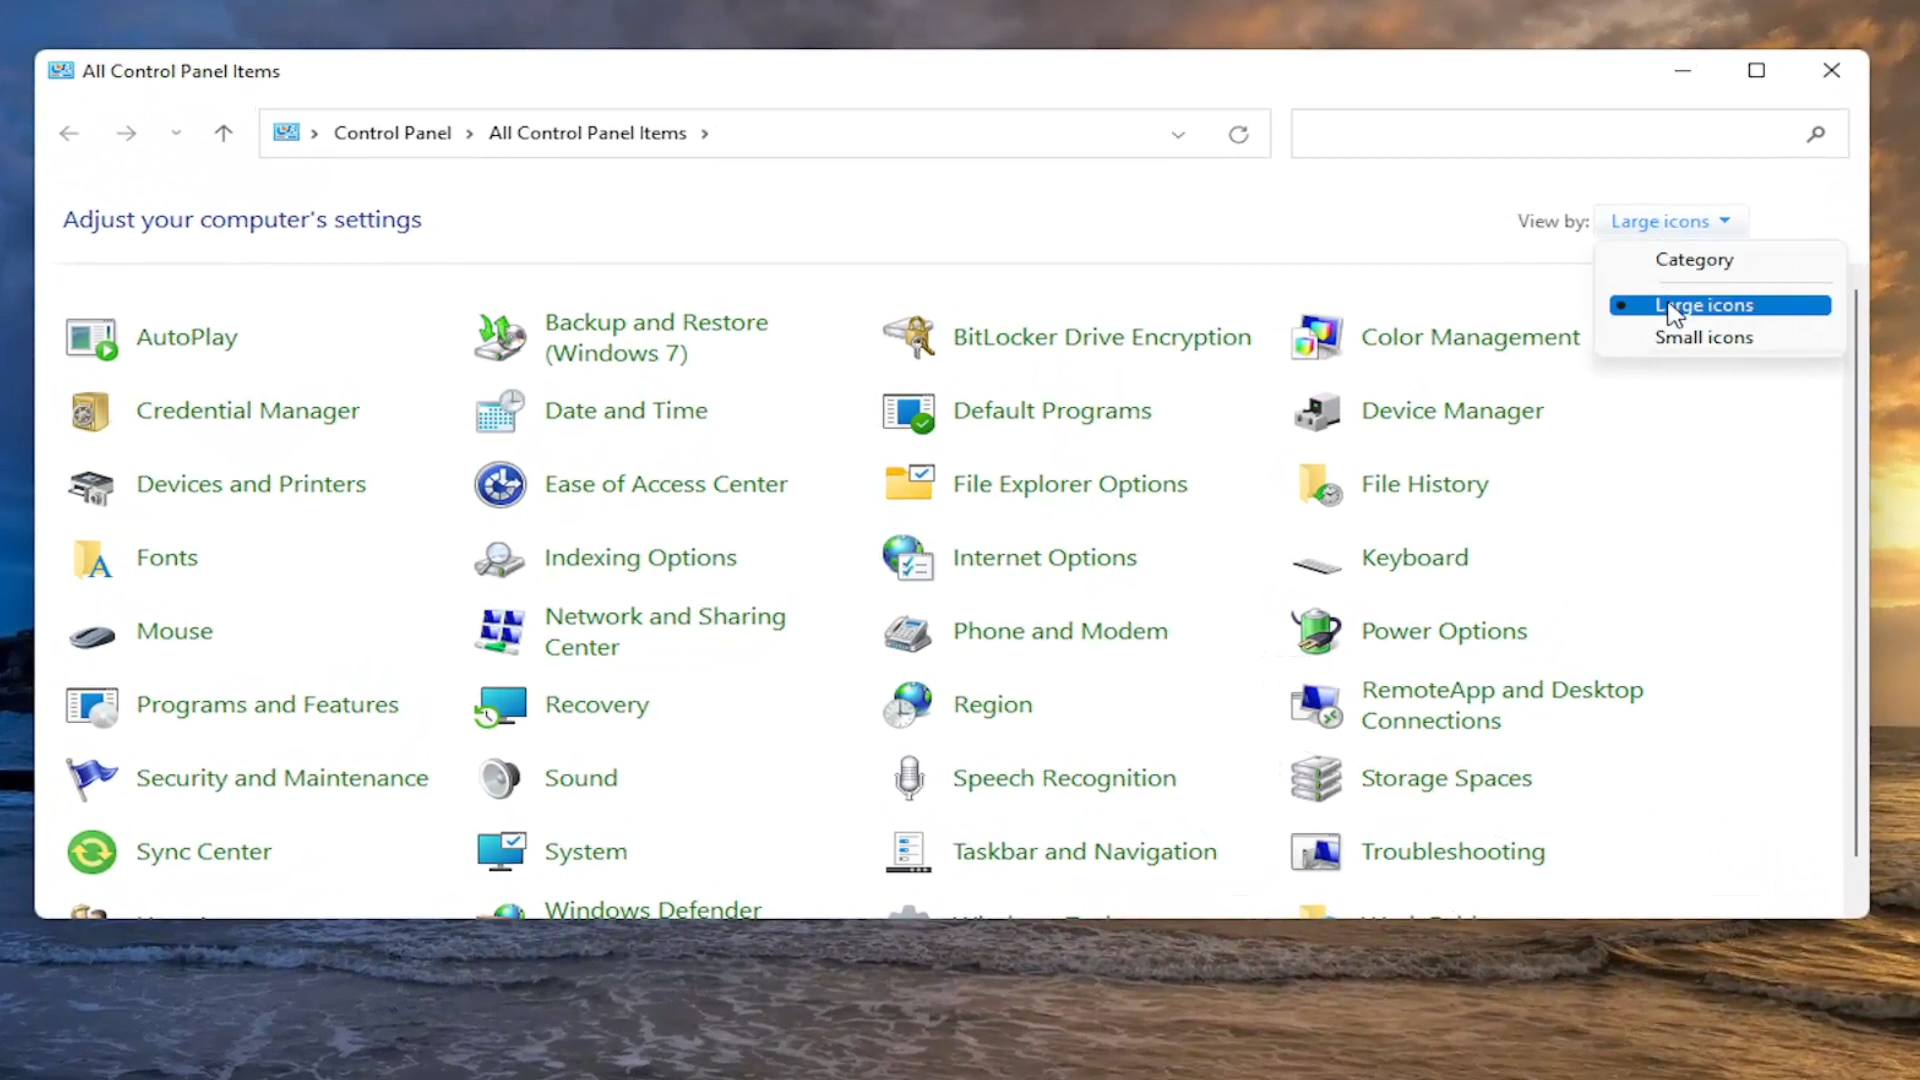 All Control Panel Items
Control Panel
All Control Panel Items
Adjust your computer's settings
View by:
Large icons
Category
Large icons
Small icons
AutoPlay
Backup and Restore
(Windows 7)
BitLocker Drive Encryption
Color Management
Credential Manager
Date and Time
Default Programs
Device Manager
Devices and Printers
Ease of Access Center
File Explorer Options
File History
Fonts
Indexing Options
Internet Options
Keyboard
Mouse
Network and Sharing
Center
Phone and Modem
Power Options
Programs and Features
Recovery
Region
RemoteApp and Desktop
Connections
Security and Maintenance
Sound
Speech Recognition
Storage Spaces
Sync Center
System
Taskbar and Navigation
Troubleshooting
Windows Defender